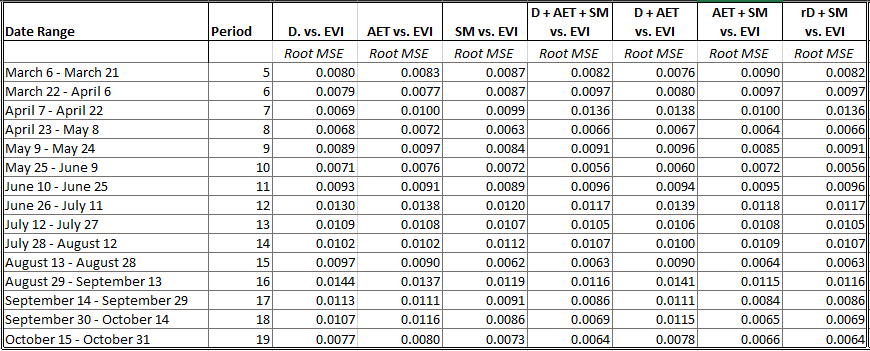 D + AET + SM D + AET AET + SM rD + SM
Date Range Period D. vs. EVI AET vs. EVI SM vs. EVI vs. EVI vs. EVI vs. EVI vs. EVI
Root MSE Root MSE Root MSE Root MSE Root MSE Root MSE Root MSE
March 6 - March 21 5 0.0080 0.0083 0.0087 0.0082 0.0076 0.0090 0.0082
March 22 - April 6 6 0.0079 0.0077 0.0087 0.0097 0.0080 0.0097 0.0097
April 7 - April 22 7 0.0069 0.0100 0.0099 0.0136 0.0138 0.0100 0.0136
April 23 - May 8 8 0.0068 0.0072 0.0063 0.0066 0.0067 0.0064 0.0066
May 9 - May 24 9 0.0089 0.0097 0.0084 0.0091 0.0096 0.0085 0.0091
May 25 - June 9 10 0.0071 0.0076 0.0072 0.0056 0.0060 0.0072 0.0056
June 10 - June 25 11 0.0093 0.0091 0.0089 0.0096 0.0094 0.0095 0.0096
June 26 - July 11 12 0.0130 0.0138 0.0120 0.0117 0.0139 0.0118 0.0117
July 12 - July 27 13 0.0109 0.0108 0.0107 0.0105 0.0106 0.0108 0.0105
July 28 - August 12 14 0.0102 0.0102 0.0112 0.0107 0.0100 0.0109 0.0107
August 13 - August 28 15 0.0097 0.0090 0.0062 0.0063 0.0090 0.0064 0.0063
August 29 - September 13 16 0.0144 0.0137 0.0119 0.0116 0.0141 0.0115 0.0116
September 14 - September 29 17 0.0113 0.0111 0.0091 0.0086 0.0111 0.0084 0.0086
September 30 - October 14 18 0.0107 0.0116 0.0086 0.0069 0.0115 0.0065 0.0069
October 15 - October 31 19 0.0077 0.0080 0.0073 0.0064 0.0078 0.0066 0.0064